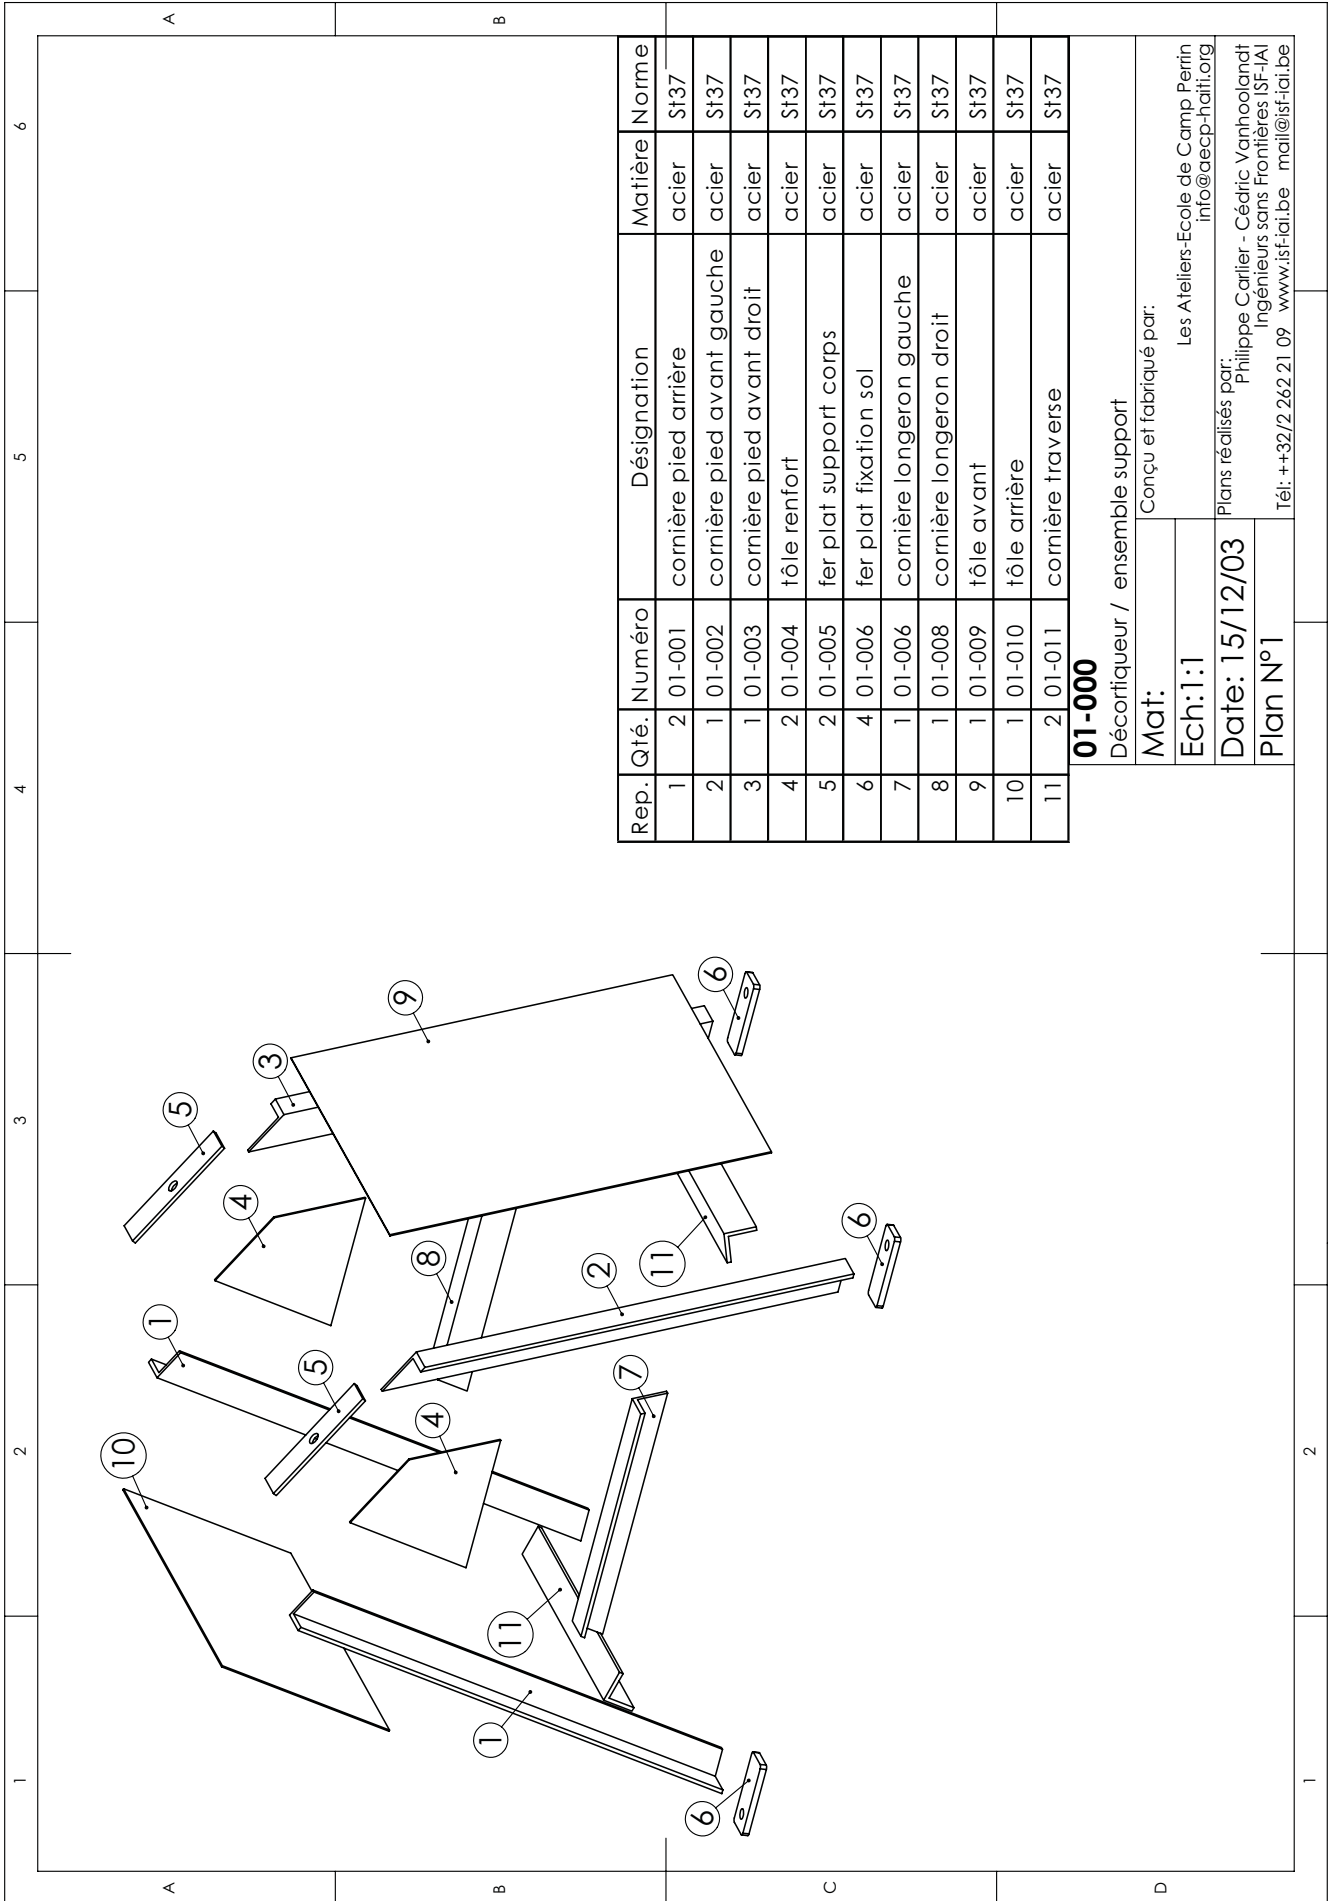 1 2 3 4 5 6
A
B
C
D
A
B
1
2
10
1
5
4
5
3
9
4
8
1
11
7
2
11
6
6
6
Rep. Qté. Numéro Désignation Matière Norme
1 2 01-001 cornière pied arrière acier St37
2 1 01-002 cornière pied avant gauche acier St37
3 1 01-003 cornière pied avant droit acier St37
4 2 01-004 tôle renfort acier St37
5 2 01-005 fer plat support corps acier St37
6 4 01-006 fer plat fixation sol acier St37
7 1 01-006 cornière longeron gauche acier St37
8 1 01-008 cornière longeron droit acier St37
9 1 01-009 tôle avant acier St37
10 1 01-010 tôle arrière acier St37
11 2 01-011 cornière traverse acier St37
01-000
Décortiqueur / ensemble support
Mat:
Ech:1:1
Date: 15/12/03
Plan N°1
Conçu et fabriqué par:
Les Ateliers-Ecole de Camp Perrin
info@aecp-haiti.org
Plans réalisés par:
Philippe Carlier - Cédric Vanhoolandt
Ingénieurs sans Frontières ISF-IAI
Tél: ++32/2 262 21 09 www.isf-iai.be mail@isf-iai.be